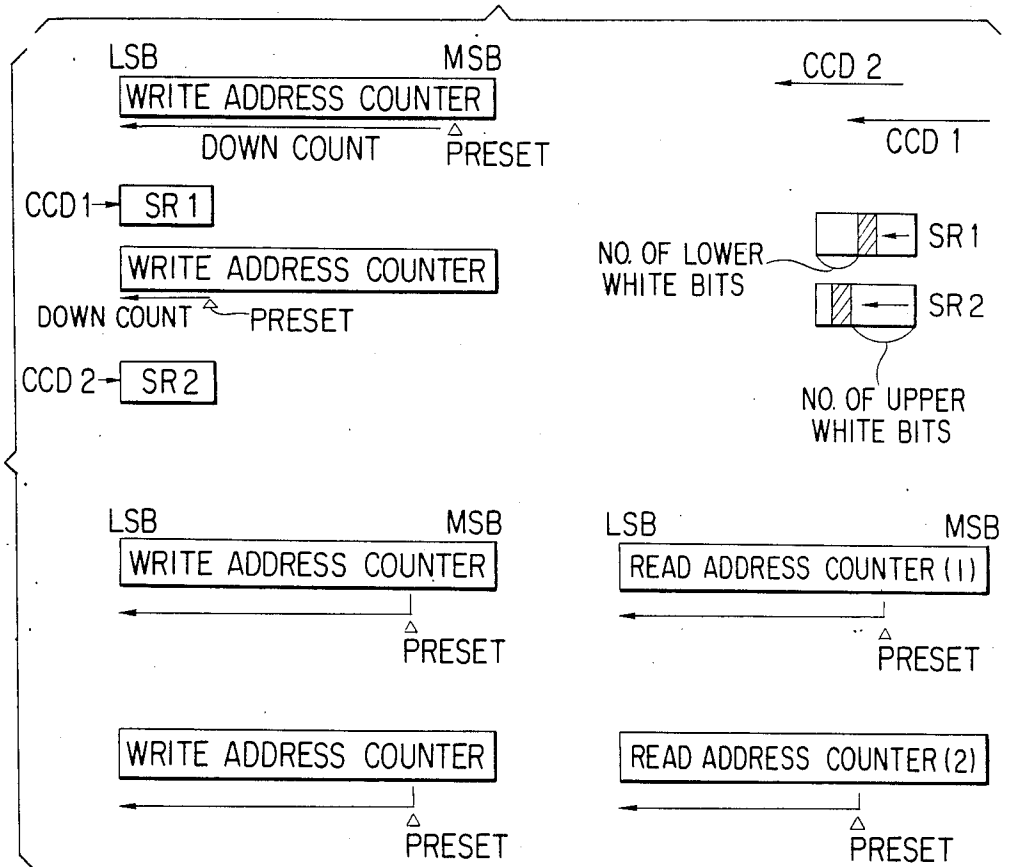 LSB MSB
WRITE ADDRESS COUNTER
DOWN COUNT PRESET
CCD 1 SR 1
WRITE ADDRESS COUNTER
DOWN COUNT PRESET
CCD 2 SR 2
CCD 2
CCD 1
SR 1
NO. OF LOWER
WHITE BITS
SR 2
NO. OF UPPER
WHITE BITS
LSB MSB
WRITE ADDRESS COUNTER
PRESET
LSB MSB
READ ADDRESS COUNTER (1)
PRESET
WRITE ADDRESS COUNTER
PRESET
READ ADDRESS COUNTER (2)
PRESET